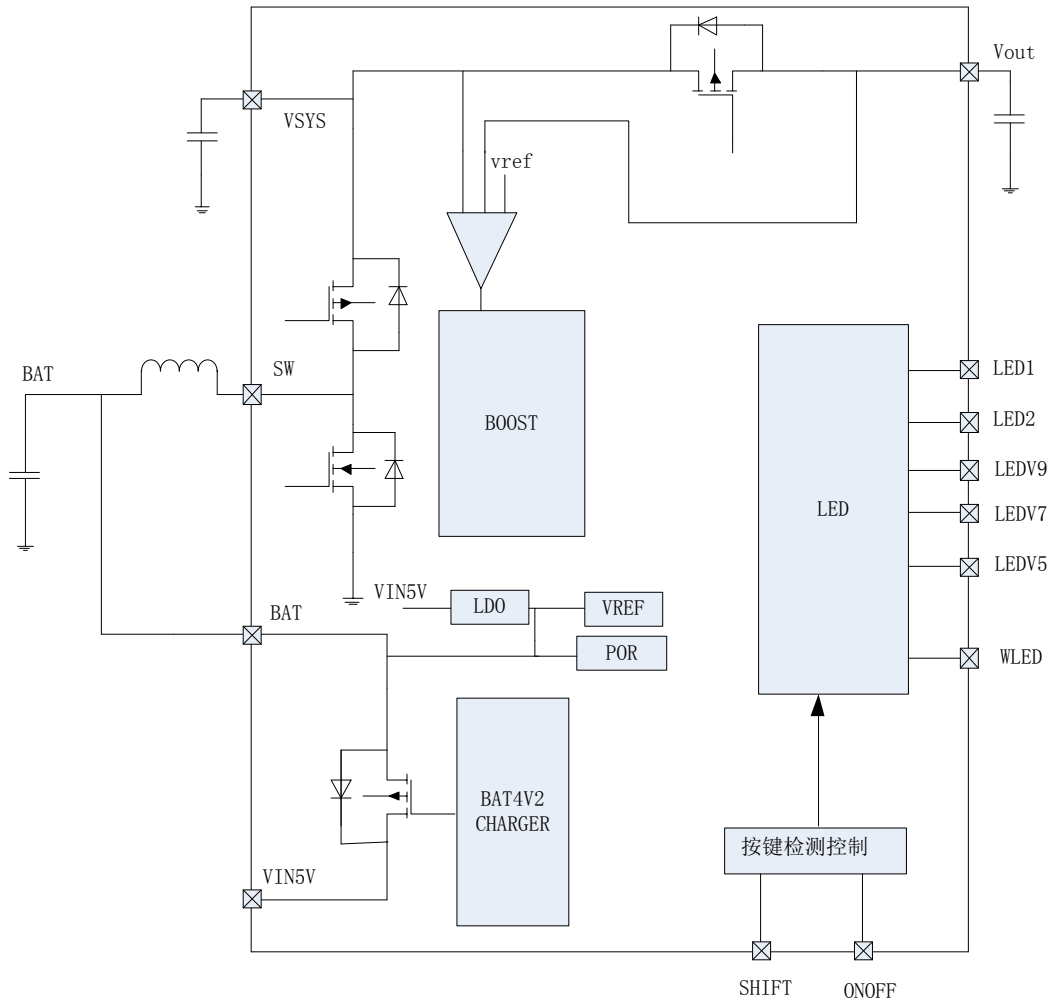 Vout
VSYS
vref
SW
BAT
BOOST
LED
LED1
LED2
LEDV9
LEDV7
LEDV5
WLED
VIN5V
LDO
VREF
POR
BAT
BAT4V2
CHARGER
按键检测控制
VIN5V
SHIFT
ONOFF